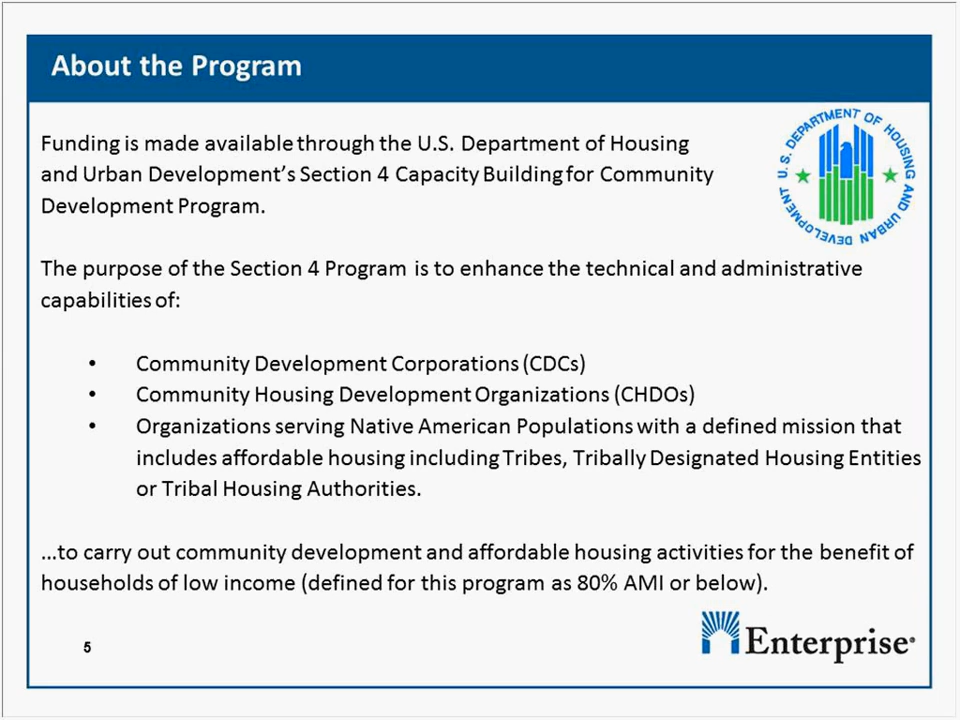 About the Program
Funding is made available through the U.S. Department of Housing
and Urban Development's Section 4 Capacity Building for Community
Development Program.
U.S. DEPARTMENT OF HOUSING AND URBAN DEVELOPMENT
The purpose of the Section 4 Program is to enhance the technical and administrative
capabilities of:
• Community Development Corporations (CDCs)
• Community Housing Development Organizations (CHDOs)
• Organizations serving Native American Populations with a defined mission that
includes affordable housing including Tribes, Tribally Designated Housing Entities
or Tribal Housing Authorities.
...to carry out community development and affordable housing activities for the benefit of
households of low income (defined for this program as 80% AMI or below).
5
Enterprise®